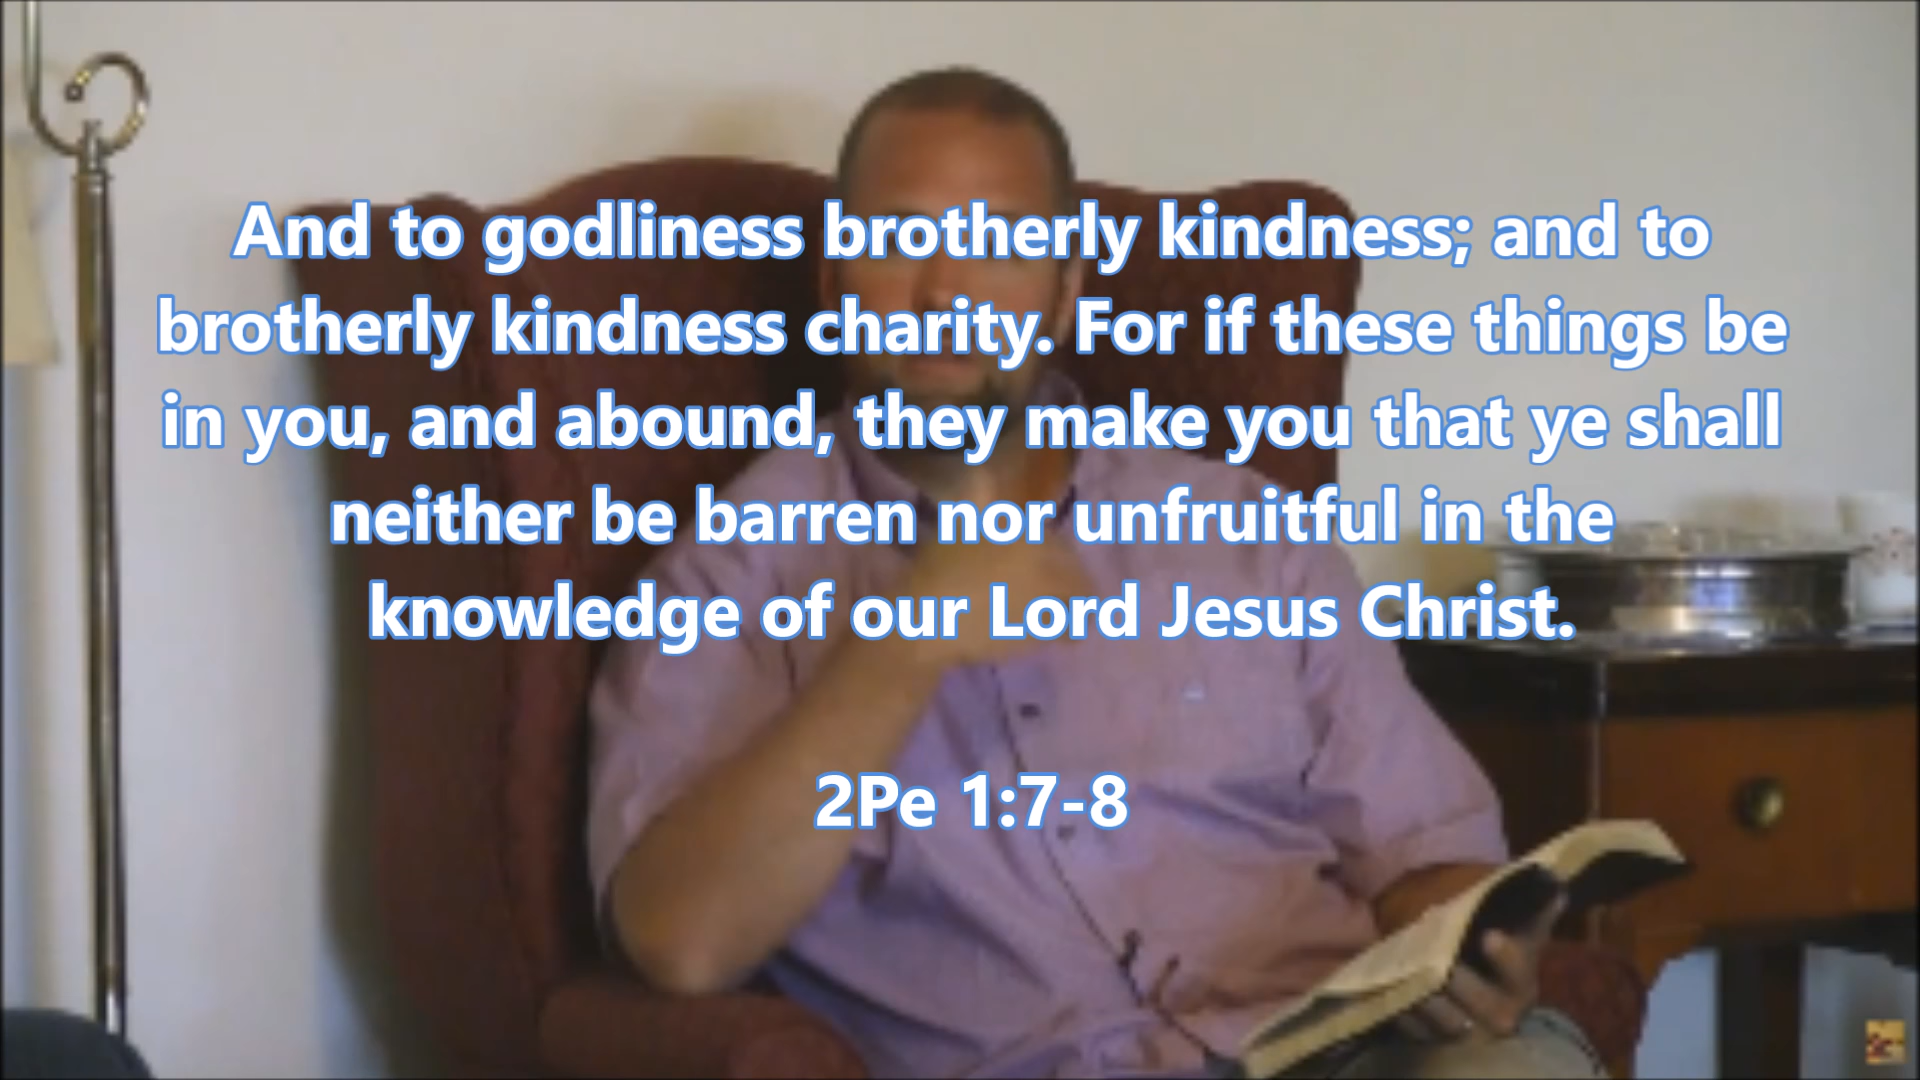 And to godliness brotherly kindness; and to
brotherly kindness charity. For if these things be
in you, and abound, they make you that ye shall
neither be barren nor unfruitful in the
knowledge of our Lord Jesus Christ.
2Pe 1:7-8